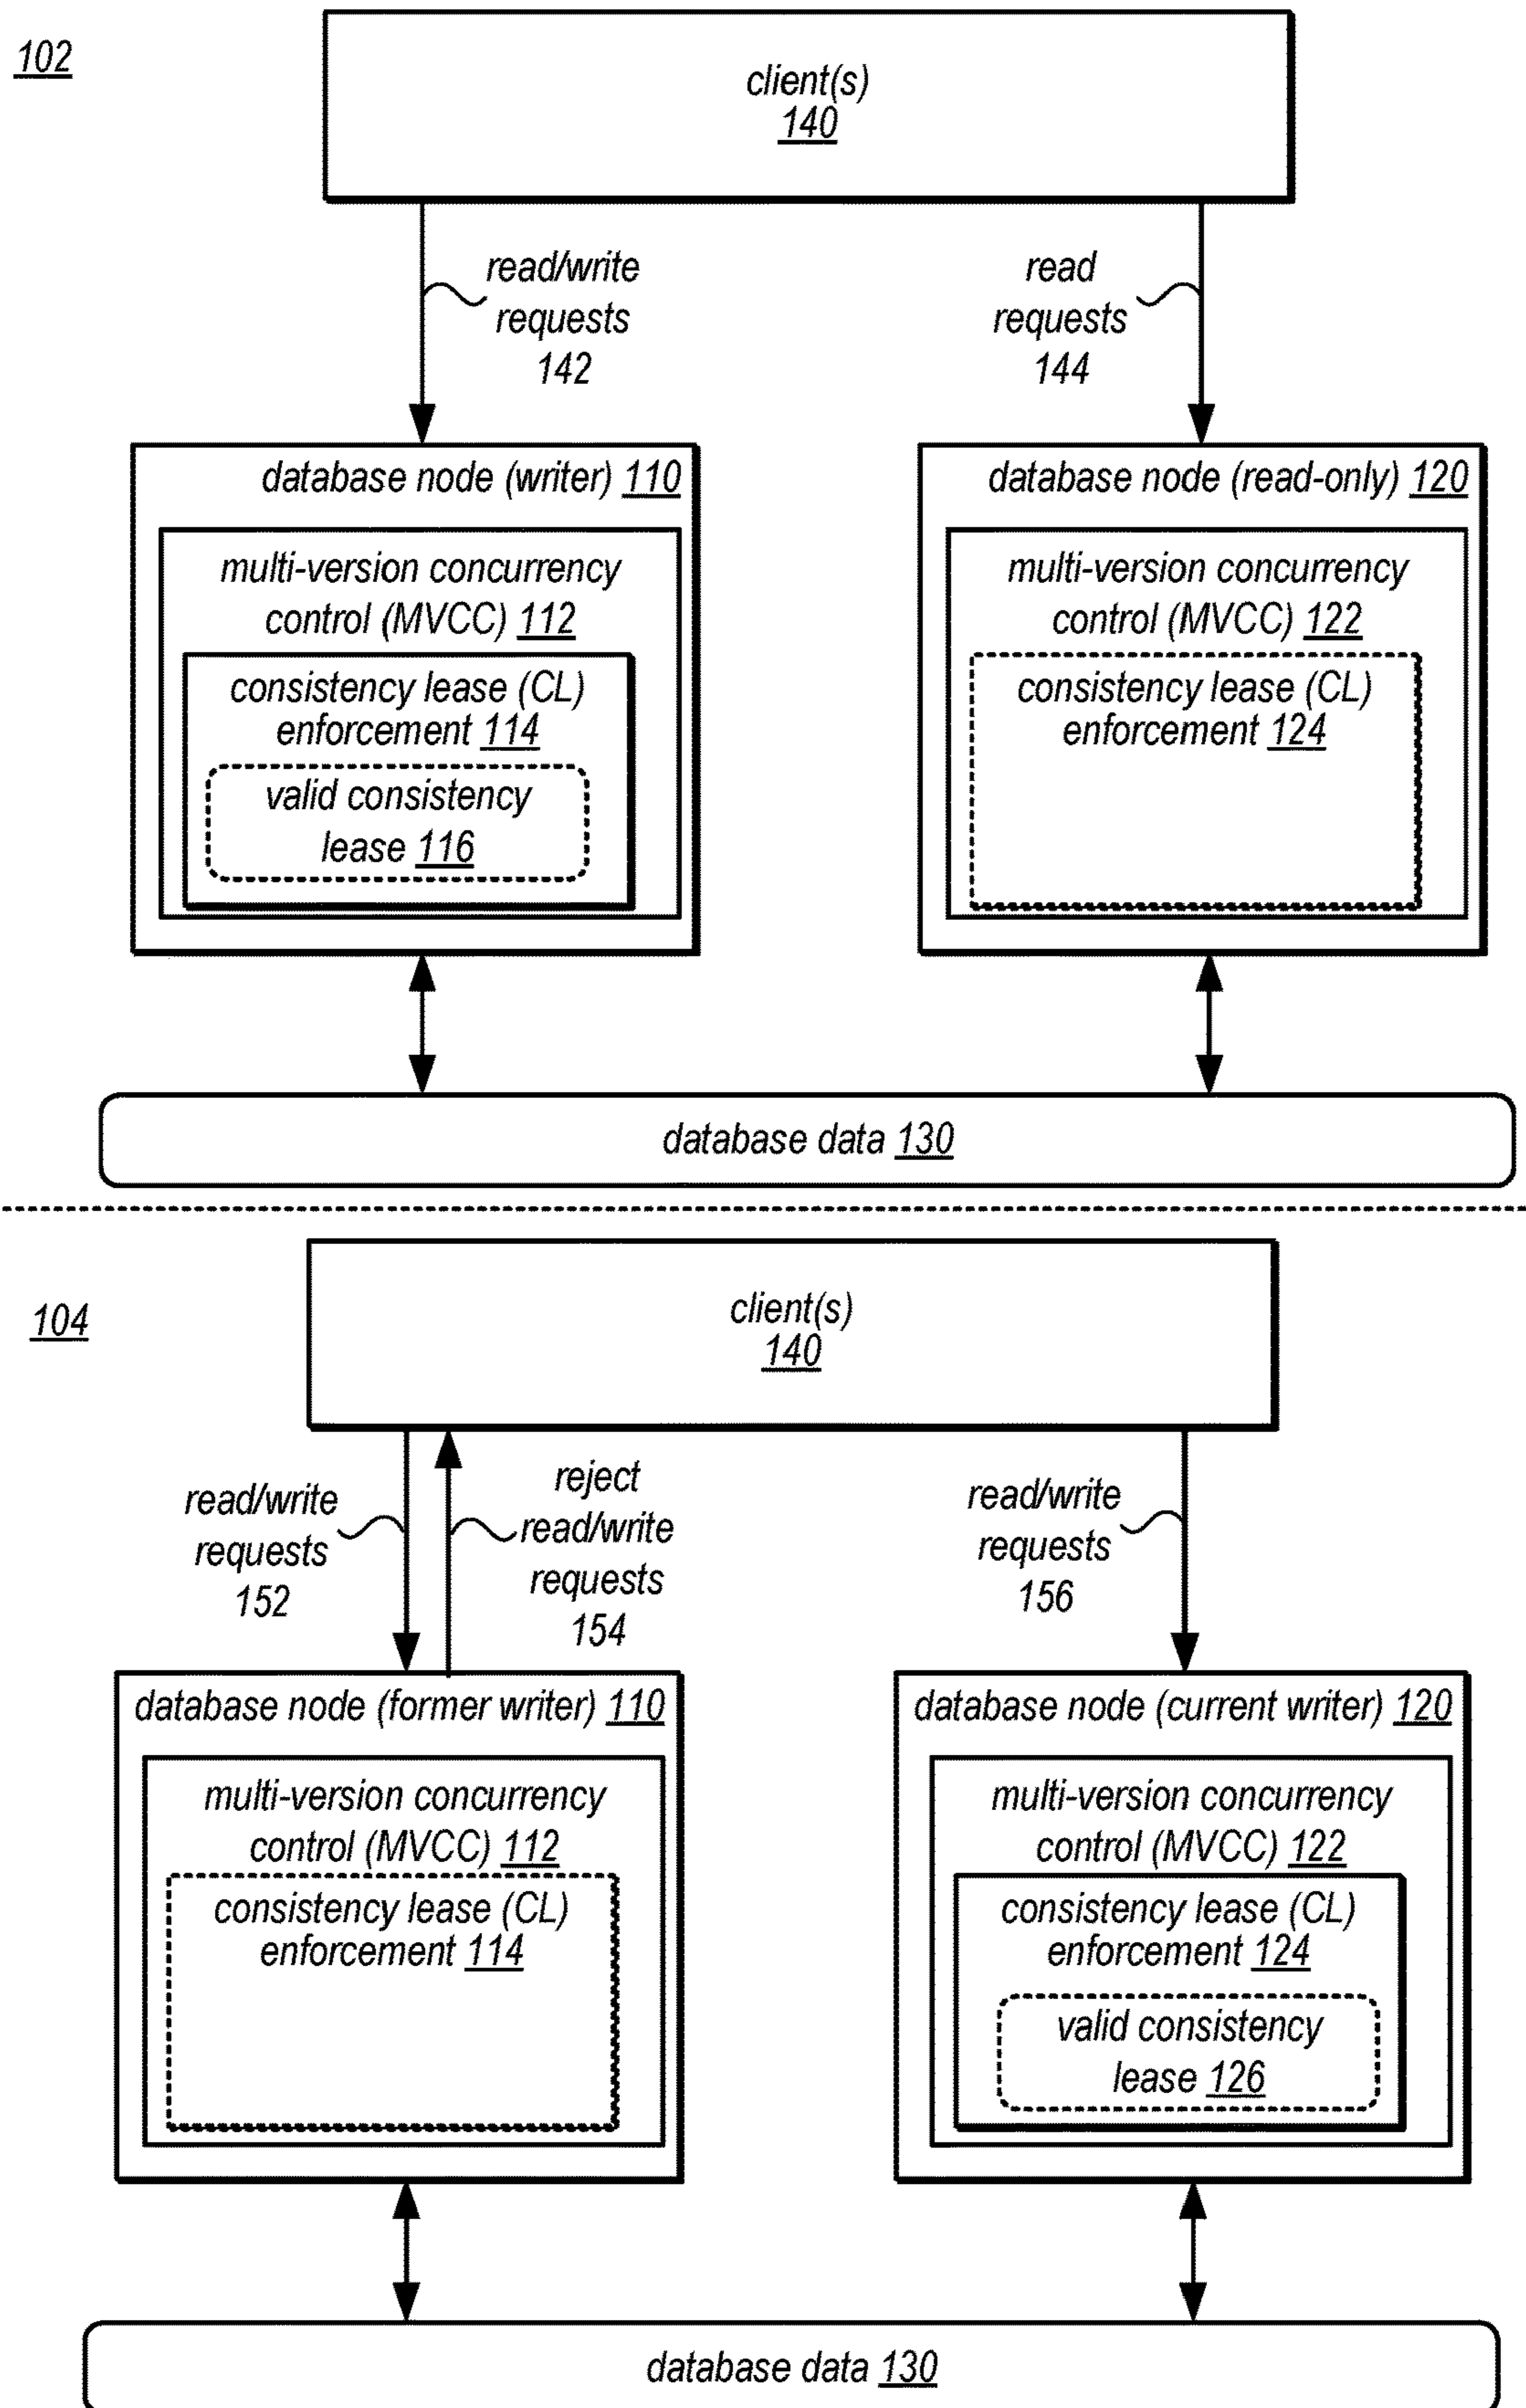 102
client(s)
140
read/write
requests
142
read
requests
144
database node (writer) 110
multi-version concurrency
control (MVCC) 112
consistency lease (CL)
enforcement 114
valid consistency
lease 116
database node (read-only) 120
multi-version concurrency
control (MVCC) 122
consistency lease (CL)
enforcement 124
database data 130
104
client(s)
140
read/write
requests
152
reject
read/write
requests
154
read/write
requests
156
database node (former writer) 110
multi-version concurrency
control (MVCC) 112
consistency lease (CL)
enforcement 114
database node (current writer) 120
multi-version concurrency
control (MVCC) 122
consistency lease (CL)
enforcement 124
valid consistency
lease 126
database data 130